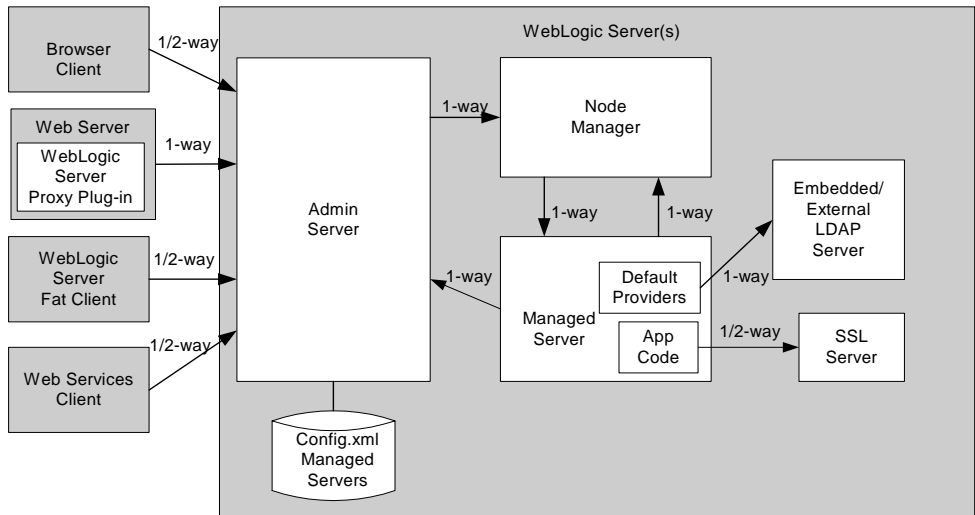 WebLogic Server(s)
Browser
Client
1/2-way
Web Server
WebLogic
Server
Proxy Plug-in
1-way
WebLogic
Server
Fat Client
1/2-way
Web Services
Client
1/2-way
Admin
Server
Config.xml
Managed
Servers
1-way
Node
Manager
1-way
1-way
1-way
Managed
Server
Default
Providers
App
Code
1-way
Embedded/
External
LDAP
Server
1/2-way
SSL
Server